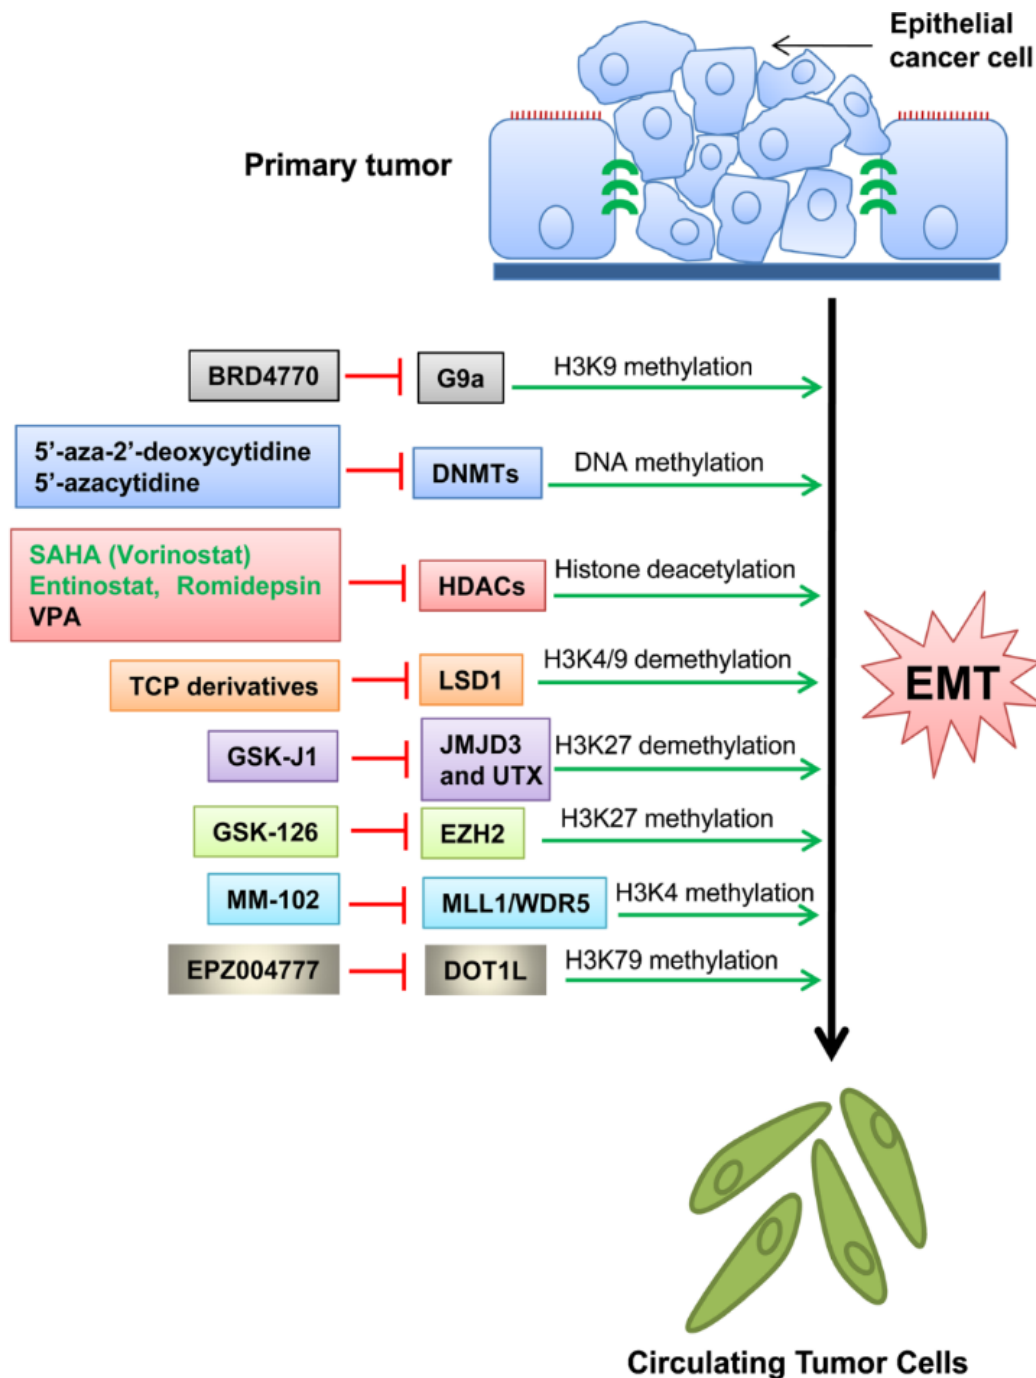 Epithelial
cancer cell
Primary tumor
BRD4770
G9a
H3K9 methylation
5’-aza-2’-deoxycytidine
5’-azacytidine
DNMTs
DNA methylation
SAHA (Vorinostat)
Entinostat, Romidepsin
VPA
HDACs
Histone deacetylation
TCP derivatives
LSD1
H3K4/9 demethylation
EMT
GSK-J1
JMJD3
and UTX
H3K27 demethylation
GSK-126
EZH2
H3K27 methylation
MM-102
MLL1/WDR5
H3K4 methylation
EPZ004777
DOT1L
H3K79 methylation
Circulating Tumor Cells